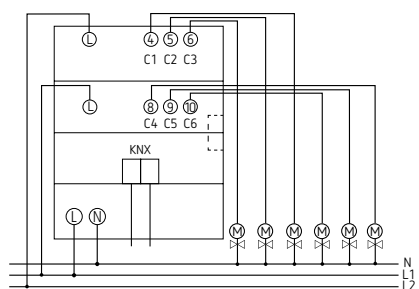 L 4 5 6
C1 C2 C3
L 8 9 10
C4 C5 C6
KNX
L N
M M M M M M
N
L1
L2